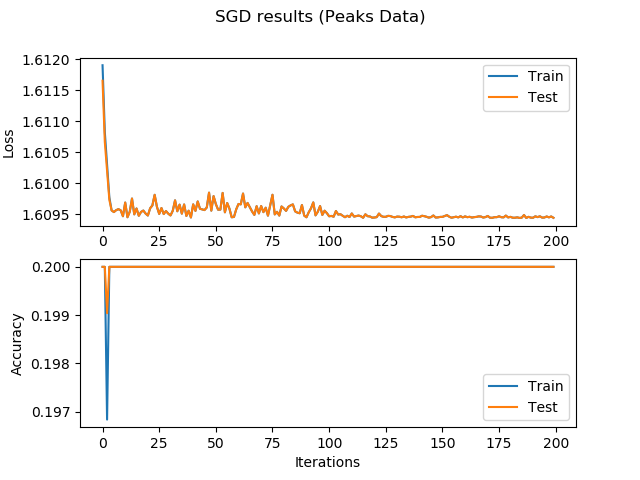 SGD results (Peaks Data)
1.6120
1.6115
1.6110
1.6105
1.6100
1.6095
Loss
Train
Test
0 25 50 75 100 125 150 175 200
0.200
0.199
0.198
0.197
Accuracy
Train
Test
0 25 50 75 100 125 150 175 200
Iterations